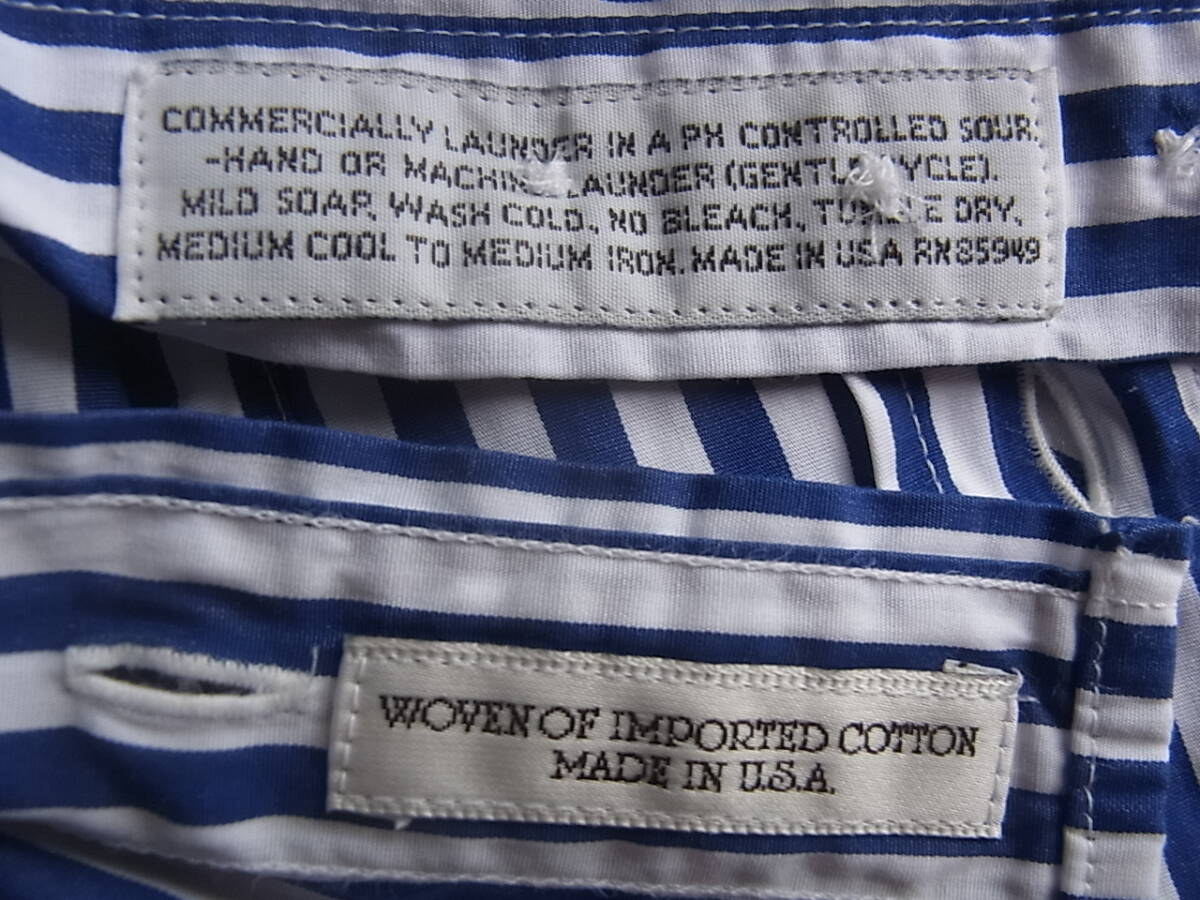 COMMERCIALLY LAUNDER IN A PH CONTROLLED SOUR,
-HAND OR MACHINE LAUNDER (GENTLE CYCLE).
MILD SOAP, WASH COLD, NO BLEACH, TUMBLE DRY,
MEDIUM COOL TO MEDIUM IRON. MADE IN USA RN85949
WOVEN OF IMPORTED COTTON
MADE IN U.S.A.